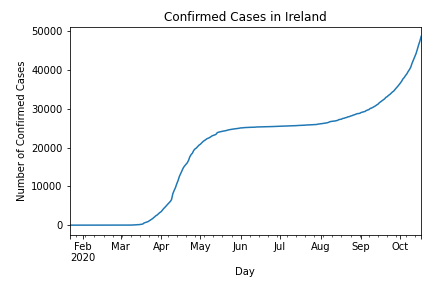 Confirmed Cases in Ireland
50000
40000
30000
20000
10000
0
Number of Confirmed Cases
Feb Mar Apr May Jun Jul Aug Sep Oct
2020
Day